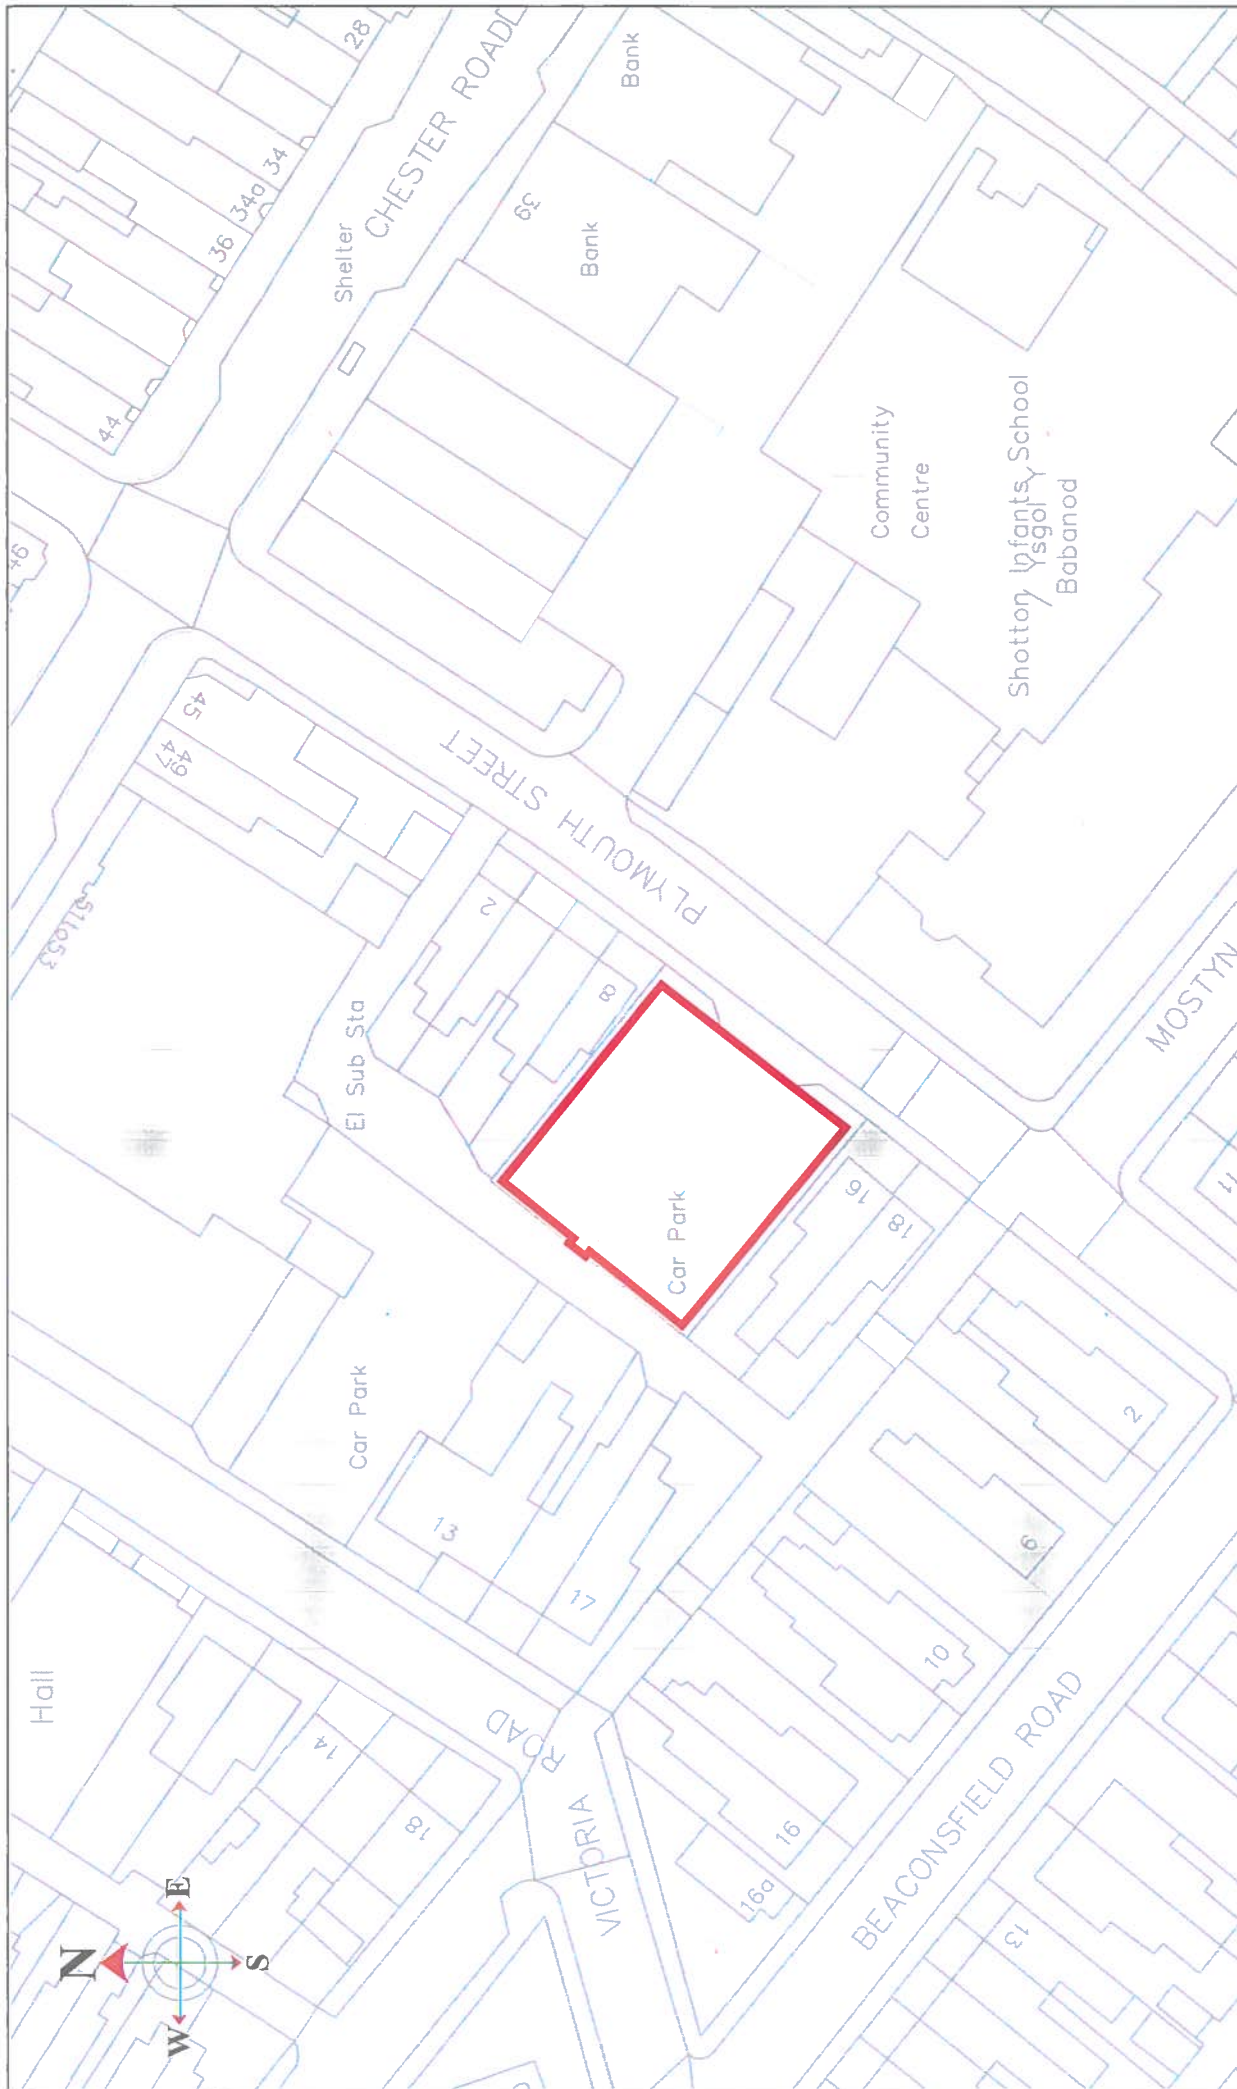 28
CHESTER ROAD
Bank
34
34a
36
Shelter
39
Bank
44
46
Community
Centre
Shotton Infants School
/ Ysgol Y
Babanod
45
47
49
51to53
PLYMOUTH STREET
2
8
El Sub Sta
MOSTYN
11
Car Park
16
18
Car Park
13
17
2
6
10
Hall
14
18
VICTORIA ROAD
16
16a
BEACONSFIELD ROAD
13
N
E
S
W